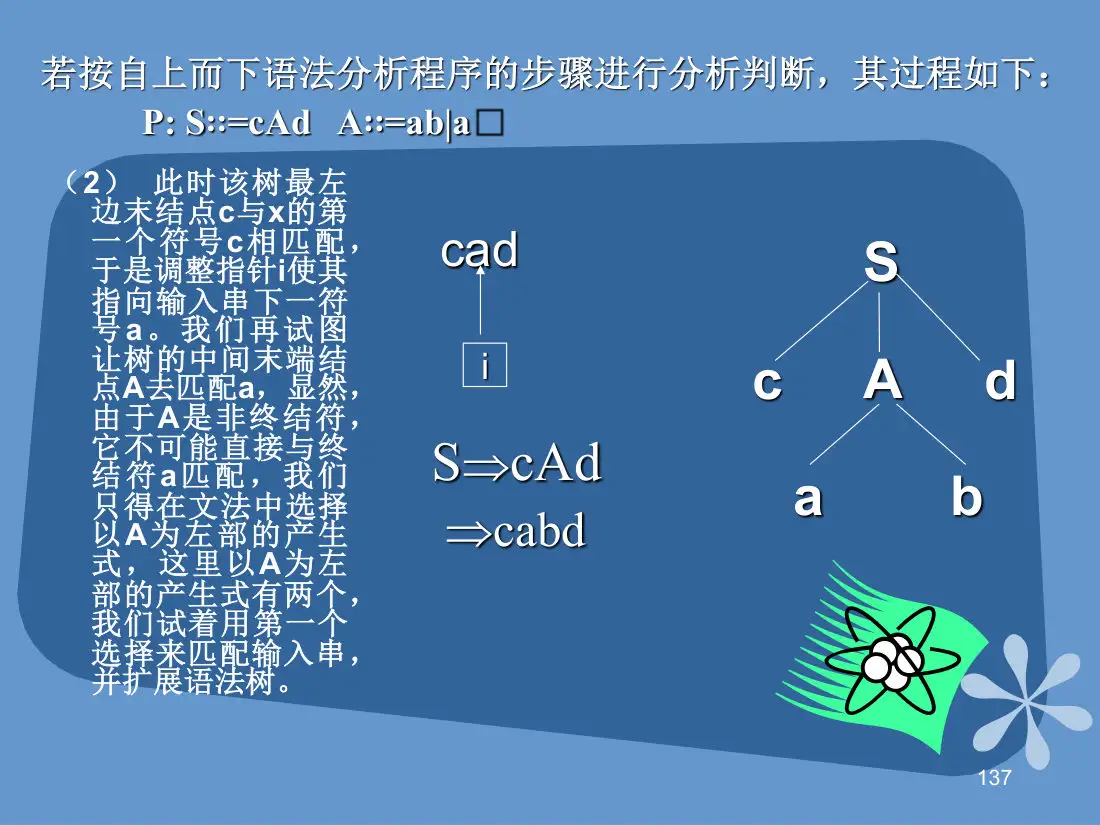 若按自上而下语法分析程序的步骤进行分析判断，其过程如下：
P: S::=cAd A::=ab|a□
（2） 此时该树最左
边末结点c与x的第
一个符号c相匹配，
于是调整指针i使其
指向输入串下一符
号a。我们再试图
让树的中间末端结
点A去匹配a，显然，
由于A是非终结符，
它不可能直接与终
结符a匹配，我们
只得在文法中选择
以A为左部的产生
式，这里以A为左
部的产生式有两个，
我们试着用第一个
选择来匹配输入串，
并扩展语法树。
cad
i
S⇒cAd
⇒cabd
S
c A d
a b
137